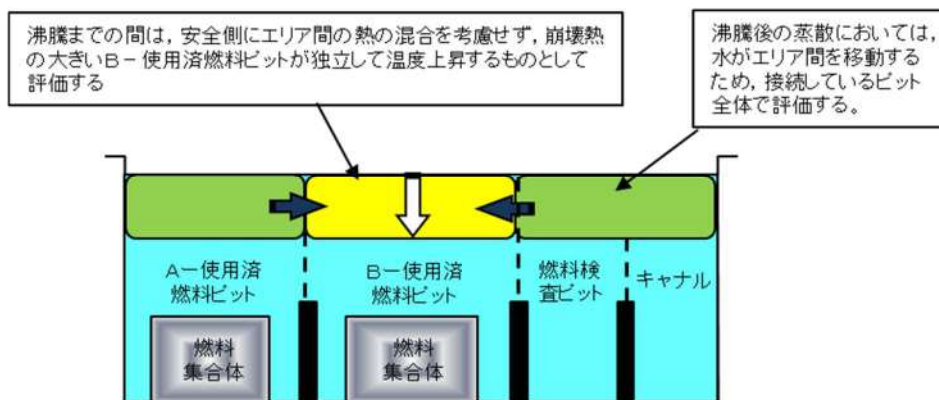 沸騰までの間は，安全側にエリア間の熱の混合を考慮せず，崩壊熱
の大きいＢ－使用済燃料ピットが独立して温度上昇するものとして
評価する
沸騰後の蒸散においては，
水がエリア間を移動する
ため，接続しているピット
全体で評価する。
Ａ－使用済
燃料ピット
Ｂ－使用済
燃料ピット
燃料検
査ピット
キャナル
燃料
集合体
燃料
集合体